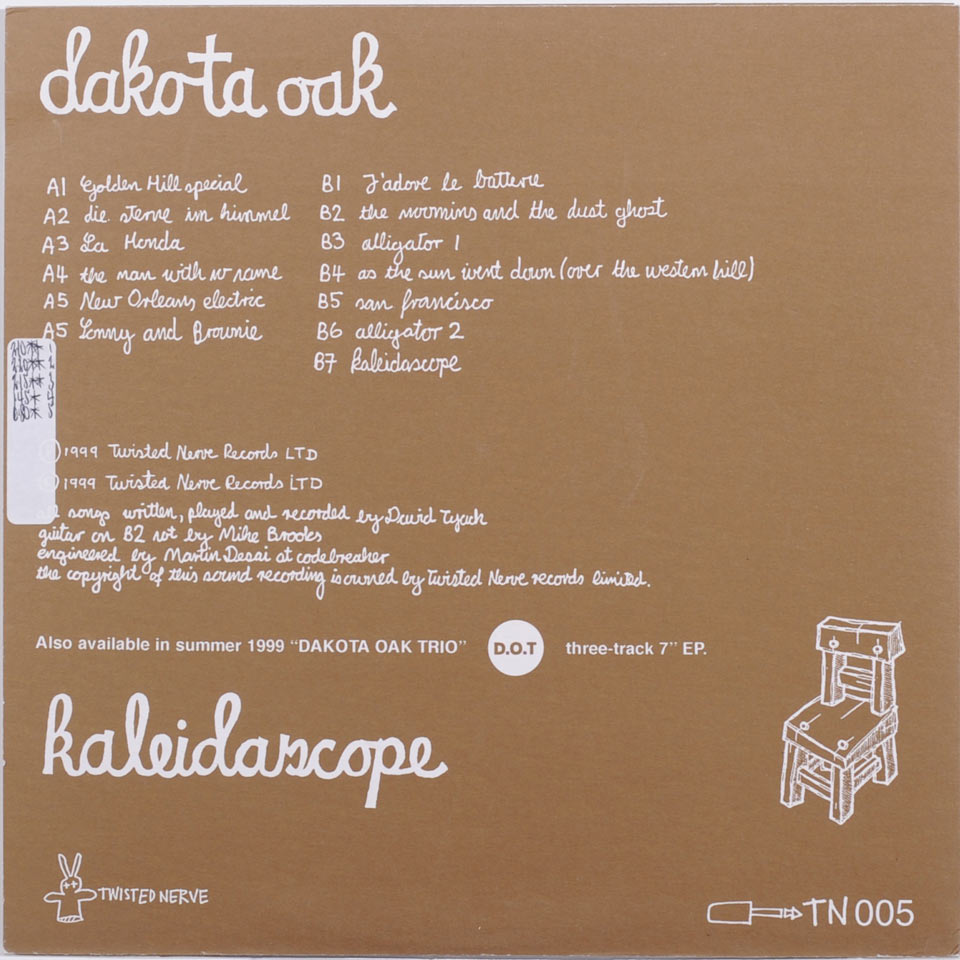 dakota oak
A1 Golden Hill special
A2 die sterne im himmel
A3 La Honda
A4 the man with no name
A5 New Orleans electric
A5 Sonny and Brownie
B1 J'adore le batterie
B2 the moomins and the dust ghost
B3 alligator 1
B4 as the sun went down (over the western hill)
B5 san francisco
B6 alligator 2
B7 kaleidascope
1999 Twisted Nerve Records LTD
1999 Twisted Nerve Records LTD
songs written, played and recorded by David Tyack
guitar on B2 not by Mike Brooks
engineered by Martin Desai at codebreaker
the copyright of this sound recording is owned by Twisted Nerve records limited.
Also available in summer 1999 “DAKOTA OAK TRIO” D.O.T three-track 7” EP.
kaleidascope
TWISTED NERVE
TN 005